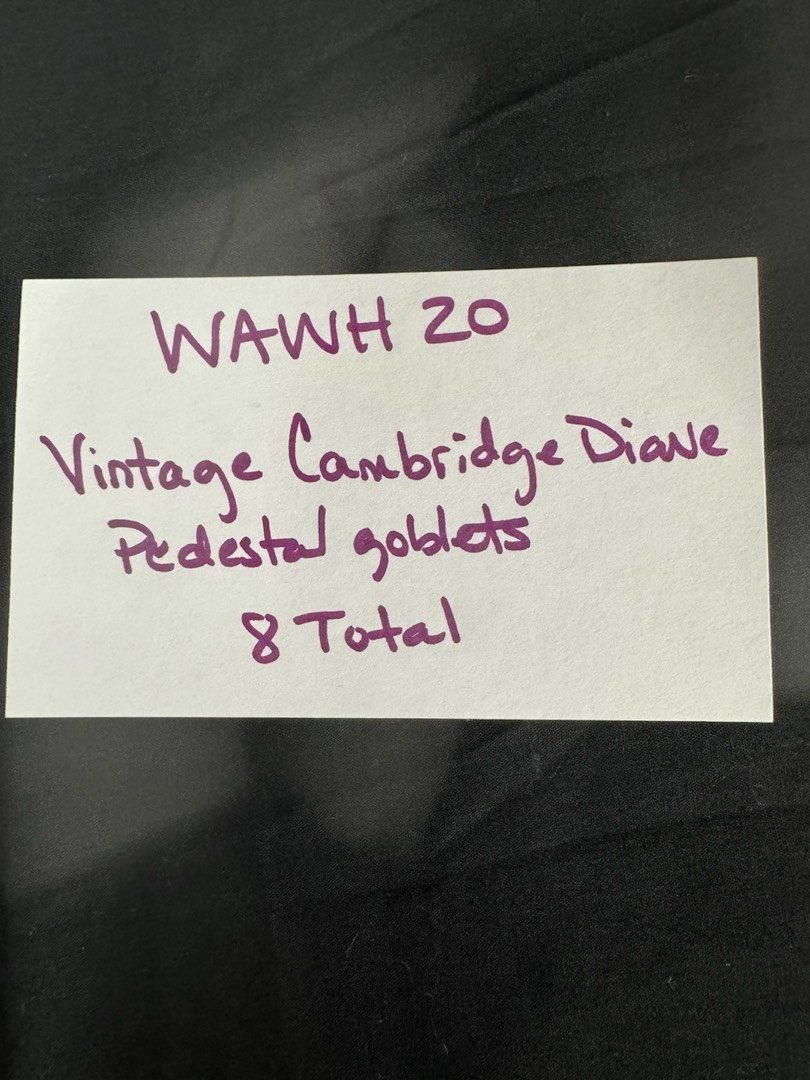 WAWH 20
Vintage Cambridge Diane
Pedestal goblets
8 Total